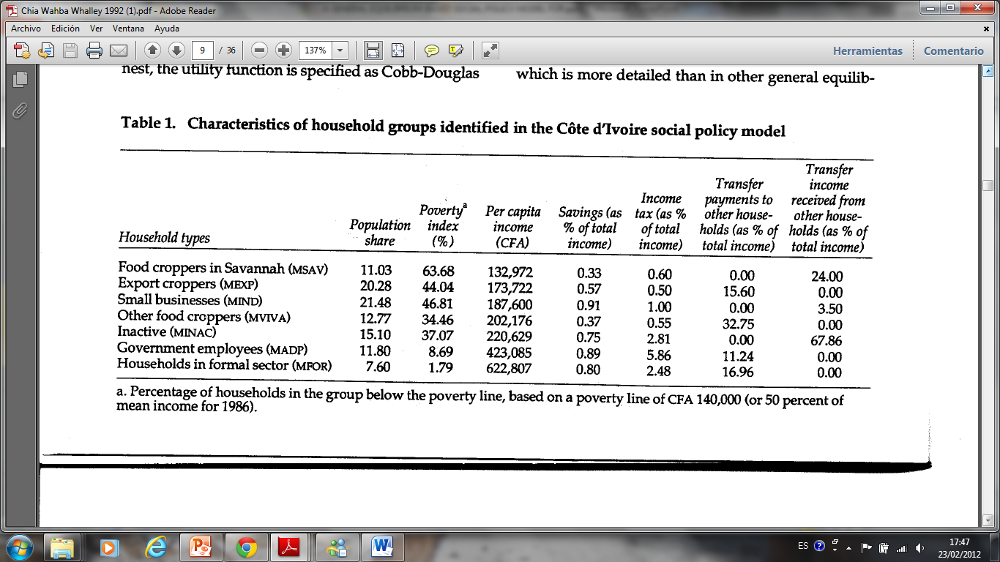 Chia Wahba Whalley 1992 (1).pdf - Adobe Reader
Archivo Edición Ver Ventana Ayuda
9 / 36 137% Herramientas Comentario
nest, the utility function is specified as Cobb-Douglas
which is more detailed than in other general equilib-
Table 1. Characteristics of household groups identified in the Côte d'Ivoire social policy model
Household types
Population share
Povertyᵃ index (%)
Per capita income (CFA)
Savings (as % of total income)
Income tax (as % of total income)
Transfer payments to other house- holds (as % of total income)
Transfer income received from other house- holds (as % of total income)
Food croppers in Savannah (MSAV) 11.03 63.68 132,972 0.33 0.60 0.00 24.00
Export croppers (MEXP) 20.28 44.04 173,722 0.57 0.50 15.60 0.00
Small businesses (MIND) 21.48 46.81 187,600 0.91 1.00 0.00 3.50
Other food croppers (MVIVA) 12.77 34.46 202,176 0.37 0.55 32.75 0.00
Inactive (MINAC) 15.10 37.07 220,629 0.75 2.81 0.00 67.86
Government employees (MADP) 11.80 8.69 423,085 0.89 5.86 11.24 0.00
Households in formal sector (MFOR) 7.60 1.79 622,807 0.80 2.48 16.96 0.00
a. Percentage of households in the group below the poverty line, based on a poverty line of CFA 140,000 (or 50 percent of
mean income for 1986).
ES
17:47
23/02/2012